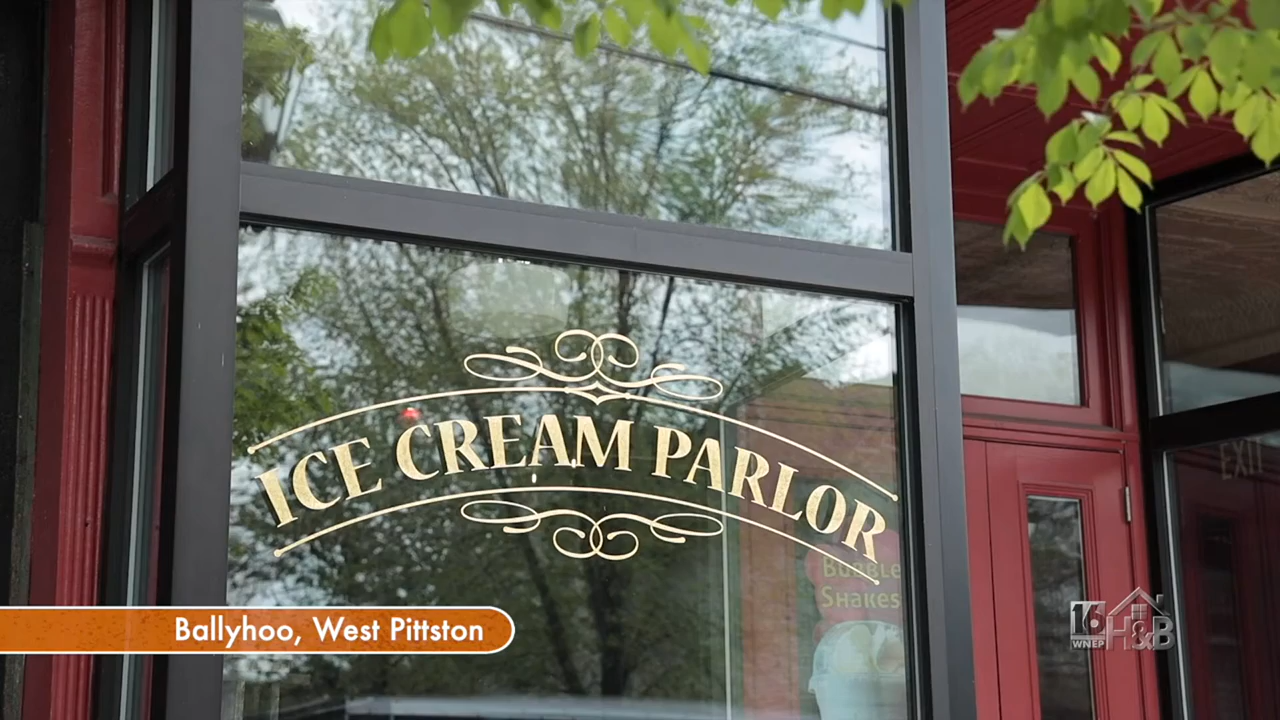 ICE CREAM PARLOR
EXIT
Bubble
Shakes
Ballyhoo, West Pittston
16
WNEP
H&B